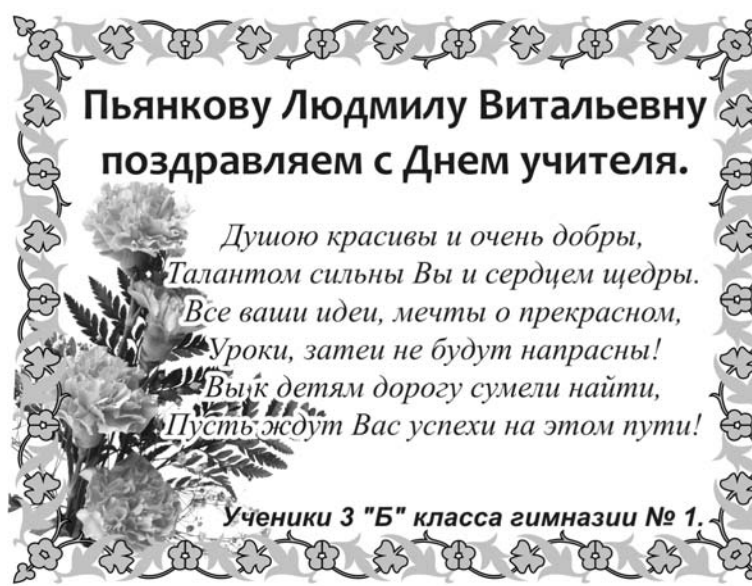 Пьянкову Людмилу Витальевну
поздравляем с Днем учителя.
Душою красивы и очень добры,
Талантом сильны Вы и сердцем щедры.
Все ваши идеи, мечты о прекрасном,
Уроки, затеи не будут напрасны!
Вы к детям дорогу сумели найти,
Пусть ждут Вас успехи на этом пути!
Ученики 3 "Б" класса гимназии № 1.